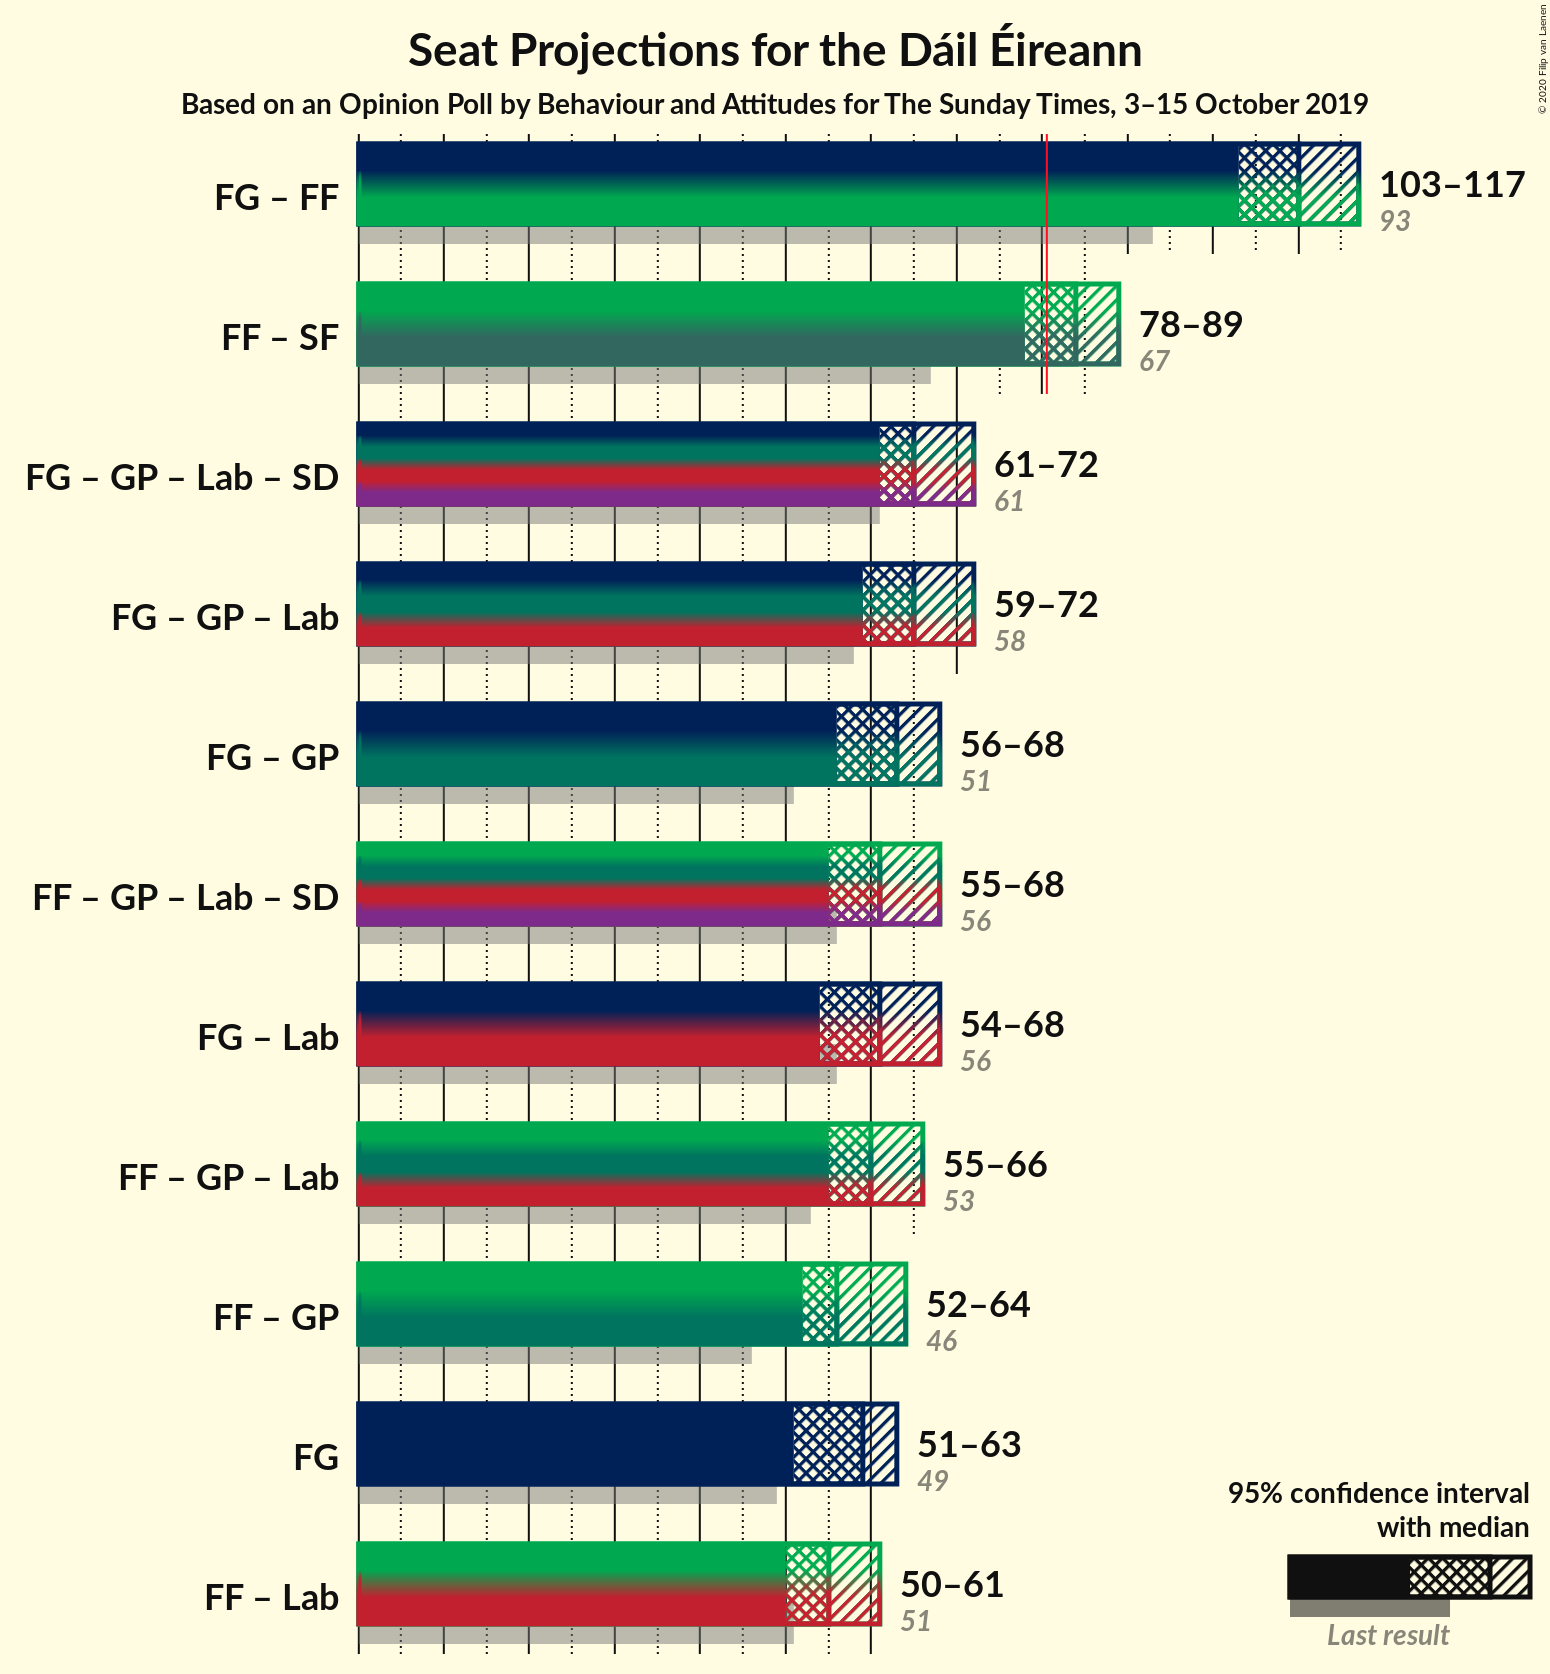 Seat Projections for the Dáil Éireann
Based on an Opinion Poll by Behaviour and Attitudes for The Sunday Times, 3–15 October 2019
© 2020 Filip van Laenen
FG – FF
103–117
93
FF – SF
78–89
67
FG – GP – Lab – SD
61–72
61
FG – GP – Lab
59–72
58
FG – GP
56–68
51
FF – GP – Lab – SD
55–68
56
FG – Lab
54–68
56
FF – GP – Lab
55–66
53
FF – GP
52–64
46
FG
51–63
49
FF – Lab
50–61
51
95% confidence interval
with median
Last result